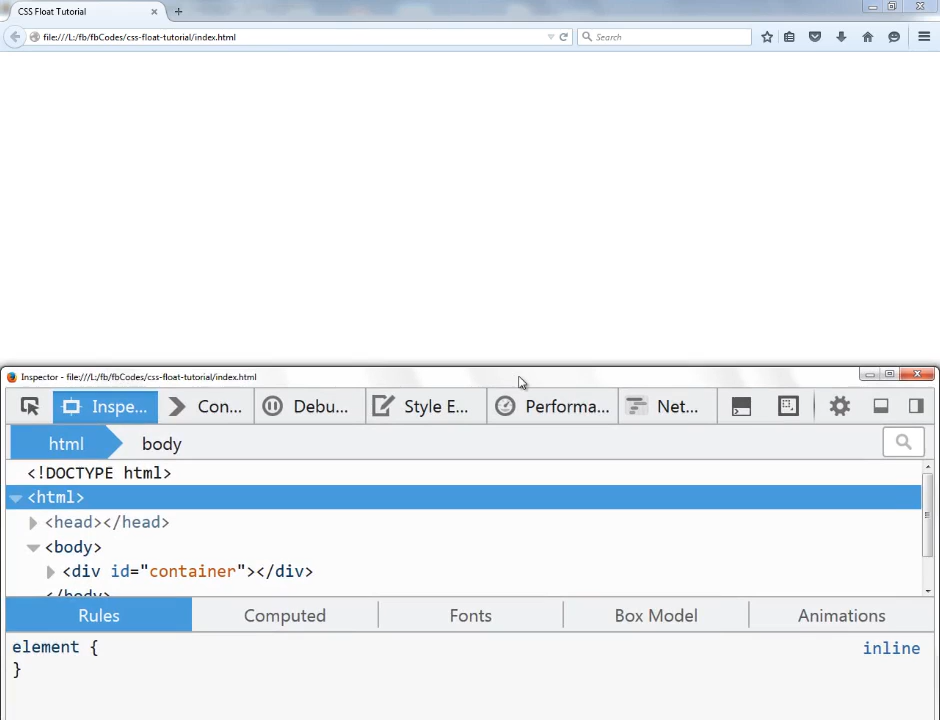 CSS Float Tutorial
file:///L:/fb/fbCodes/css-float-tutorial/index.html
Search
Inspector - file:///L:/fb/fbCodes/css-float-tutorial/index.html
Inspe... Con... Debu... Style E... Performa... Net...
html body
<!DOCTYPE html>
<html>
<head></head>
<body>
<div id="container"></div>
</body>
Rules Computed Fonts Box Model Animations
element { inline
}